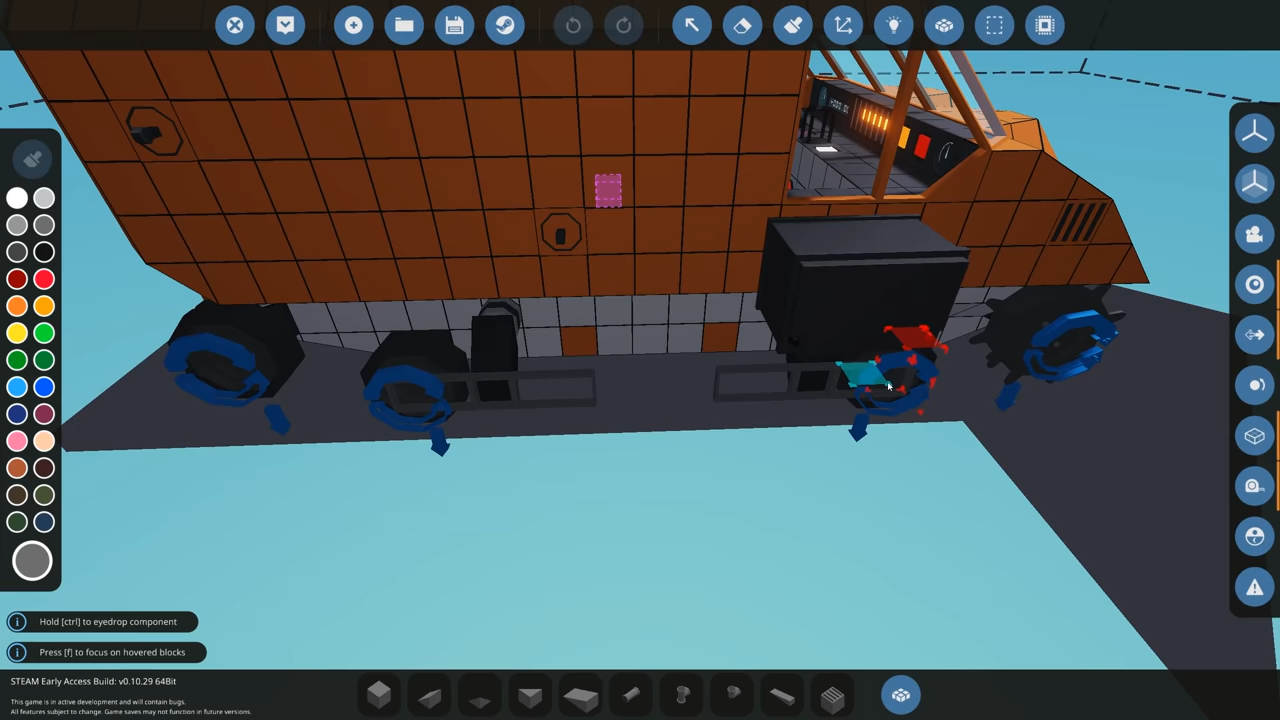 Hold [ctrl] to eyedrop component
Press [f] to focus on hovered blocks
STEAM Early Access Build: v0.10.29 64Bit
This game is in active development and will contain bugs.
All features subject to change. Game saves may not function in future versions.